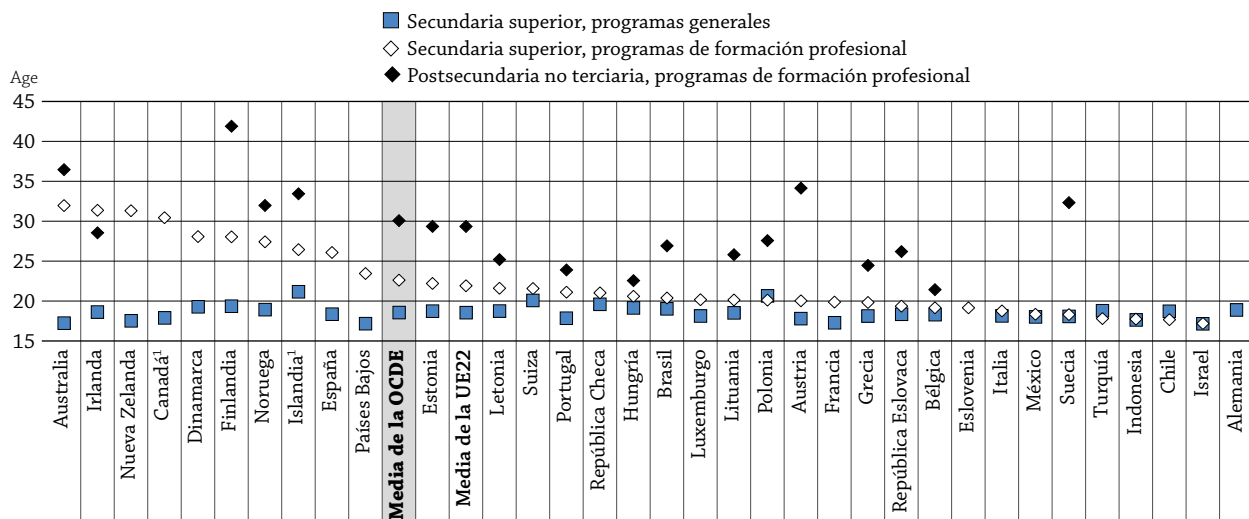 Secundaria superior, programas generales
Secundaria superior, programas de formación profesional
Postsecundaria no terciaria, programas de formación profesional
Age
45
40
35
30
25
20
15
Australia
Irlanda
Nueva Zelanda
Canadá¹
Dinamarca
Finlandia
Noruega
Islandia¹
España
Países Bajos
Media de la OCDE
Estonia
Media de la UE22
Letonia
Suiza
Portugal
República Checa
Hungría
Brasil
Luxemburgo
Lituania
Polonia
Austria
Francia
Grecia
República Eslovaca
Bélgica
Eslovenia
Italia
México
Suecia
Turquía
Indonesia
Chile
Israel
Alemania